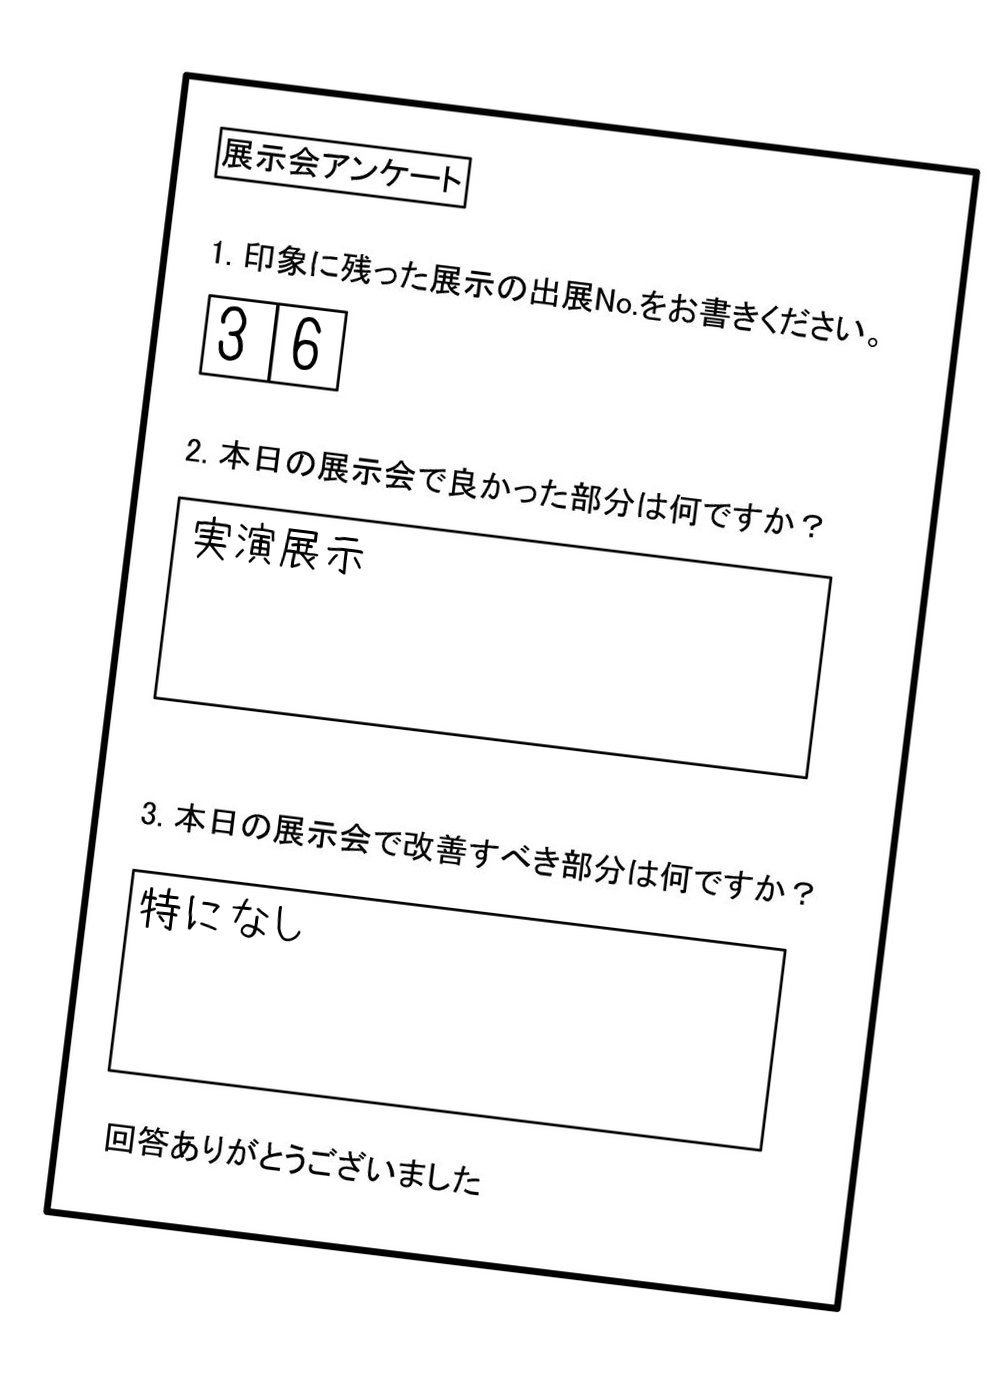 展示会アンケート
1. 印象に残った展示の出展No.をお書きください。
36
2. 本日の展示会で良かった部分は何ですか？
実演展示
3. 本日の展示会で改善すべき部分は何ですか？
特になし
回答ありがとうございました